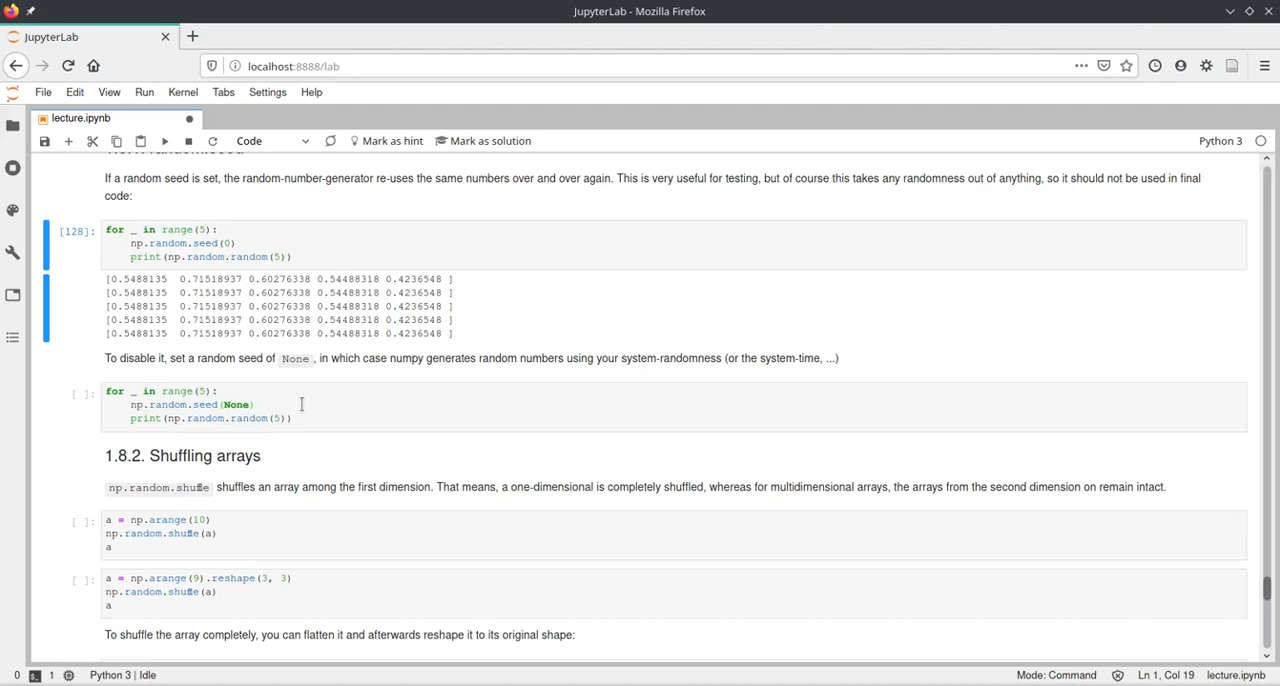 JupyterLab - Mozilla Firefox
JupyterLab
localhost:8888/lab
File Edit View Run Kernel Tabs Settings Help
lecture.ipynb
Code Mark as hint Mark as solution Python 3
If a random seed is set, the random-number-generator re-uses the same numbers over and over again. This is very useful for testing, but of course this takes any randomness out of anything, so it should not be used in final
code:
[128]: for _ in range(5):
np.random.seed(0)
print(np.random.random(5))
[0.5488135  0.71518937 0.60276338 0.54488318 0.4236548 ]
[0.5488135  0.71518937 0.60276338 0.54488318 0.4236548 ]
[0.5488135  0.71518937 0.60276338 0.54488318 0.4236548 ]
[0.5488135  0.71518937 0.60276338 0.54488318 0.4236548 ]
[0.5488135  0.71518937 0.60276338 0.54488318 0.4236548 ]
To disable it, set a random seed of None, in which case numpy generates random numbers using your system-randomness (or the system-time, ...)
[ ]: for _ in range(5):
np.random.seed(None)
print(np.random.random(5))
1.8.2. Shuffling arrays
np.random.shuffle shuffles an array among the first dimension. That means, a one-dimensional is completely shuffled, whereas for multidimensional arrays, the arrays from the second dimension on remain intact.
[ ]: a = np.arange(10)
np.random.shuffle(a)
a
[ ]: a = np.arange(9).reshape(3, 3)
np.random.shuffle(a)
a
To shuffle the array completely, you can flatten it and afterwards reshape it to its original shape:
0 1 Python 3 | Idle Mode: Command Ln 1, Col 19 lecture.ipynb